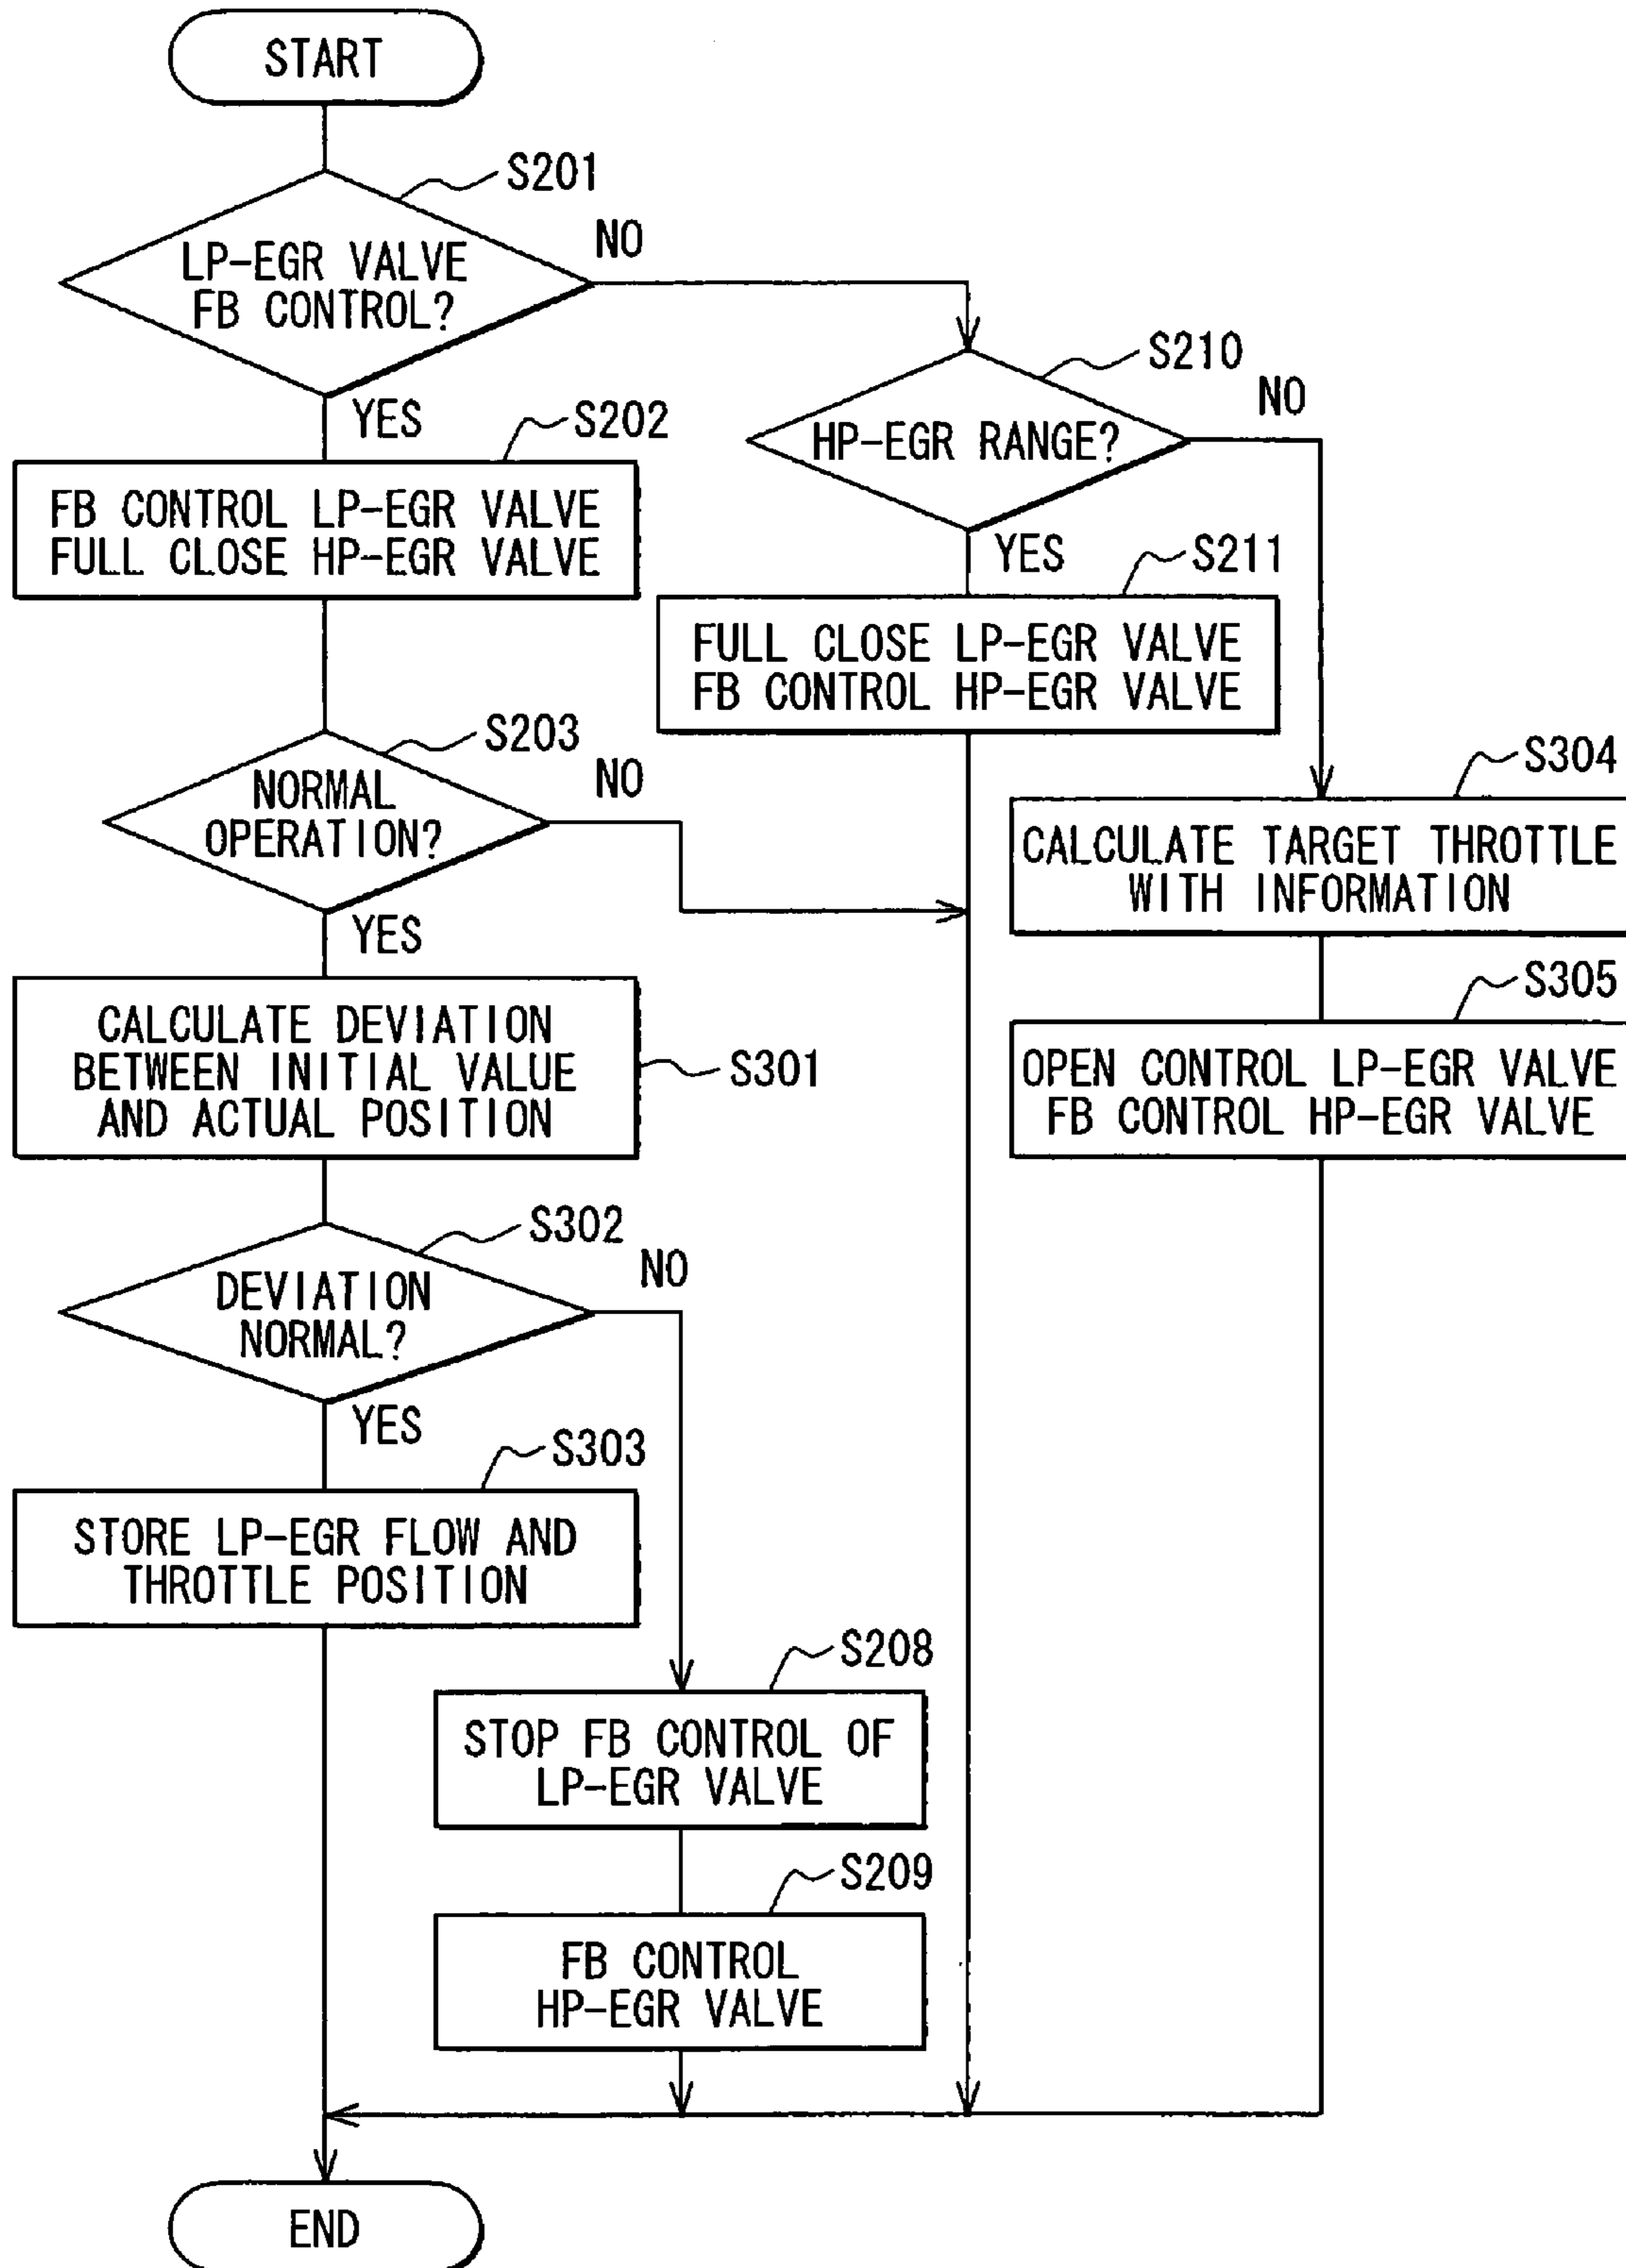 START
S201
LP-EGR VALVE
FB CONTROL?
NO
YES
S202
FB CONTROL LP-EGR VALVE
FULL CLOSE HP-EGR VALVE
S210
HP-EGR RANGE?
NO
YES
S211
FULL CLOSE LP-EGR VALVE
FB CONTROL HP-EGR VALVE
S203
NORMAL
OPERATION?
NO
YES
S304
CALCULATE TARGET THROTTLE
WITH INFORMATION
S305
OPEN CONTROL LP-EGR VALVE
FB CONTROL HP-EGR VALVE
CALCULATE DEVIATION
BETWEEN INITIAL VALUE
AND ACTUAL POSITION
S301
S302
DEVIATION
NORMAL?
NO
YES
S303
STORE LP-EGR FLOW AND
THROTTLE POSITION
S208
STOP FB CONTROL OF
LP-EGR VALVE
S209
FB CONTROL
HP-EGR VALVE
END